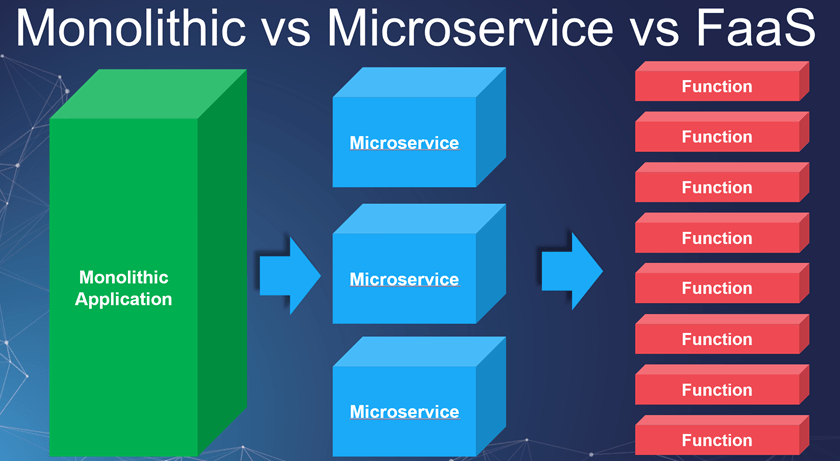 Monolithic vs Microservice vs FaaS
Monolithic
Application
Microservice
Microservice
Microservice
Function
Function
Function
Function
Function
Function
Function
Function